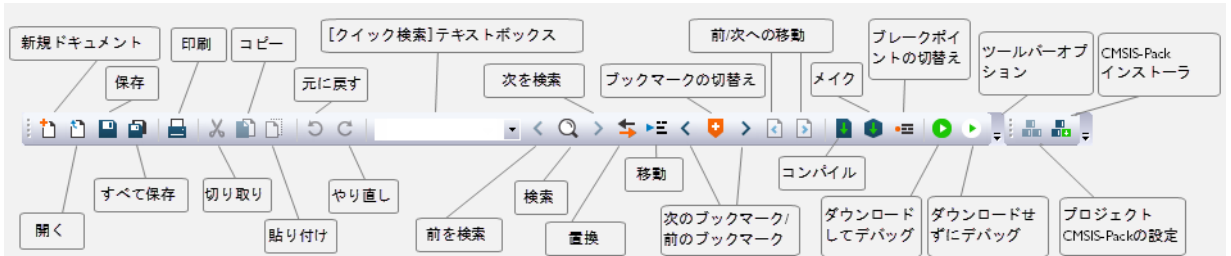 新規ドキュメント
印刷
コピー
[クイック検索]テキストボックス
前/次への移動
ブレークポイ
ントの切替え
ツールバーオプ
ション
CMSIS-Pack
インストーラ
保存
元に戻す
次を検索
ブックマークの切替え
メイク
すべて保存
切り取り
やり直し
検索
移動
コンパイル
開く
貼り付け
前を検索
置換
次のブックマーク/
前のブックマーク
ダウンロード
してデバッグ
ダウンロードせ
ずにデバッグ
プロジェクト
CMSIS-Packの設定